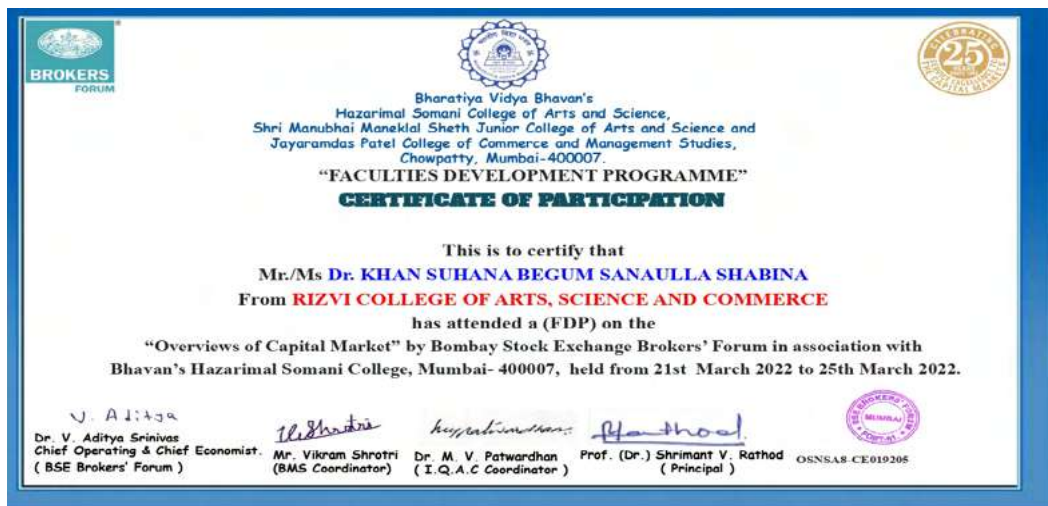 BROKERS
FORUM
25
Bharatiya Vidya Bhavan's
Hazarimal Somani College of Arts and Science,
Shri Manubhai Maneklal Sheth Junior College of Arts and Science and
Jayaramdas Patel College of Commerce and Management Studies,
Chowpatty, Mumbai-400007.
"FACULTIES DEVELOPMENT PROGRAMME"
CERTIFICATE OF PARTICIPATION
This is to certify that
Mr./Ms Dr. KHAN SUHANA BEGUM SANAULLA SHABINA
From RIZVI COLLEGE OF ARTS, SCIENCE AND COMMERCE
has attended a (FDP) on the
"Overviews of Capital Market" by Bombay Stock Exchange Brokers' Forum in association with
Bhavan's Hazarimal Somani College, Mumbai- 400007, held from 21st March 2022 to 25th March 2022.
V. Aditya
Dr. V. Aditya Srinivas
Chief Operating & Chief Economist.
( BSE Brokers' Forum )
Mr. Vikram Shrotri
(BMS Coordinator)
Dr. M. V. Patwardhan
( I.Q.A.C Coordinator )
Prof. (Dr.) Shrimant V. Rathod
( Principal )
MUMBAI
OSNSA8-CE019205